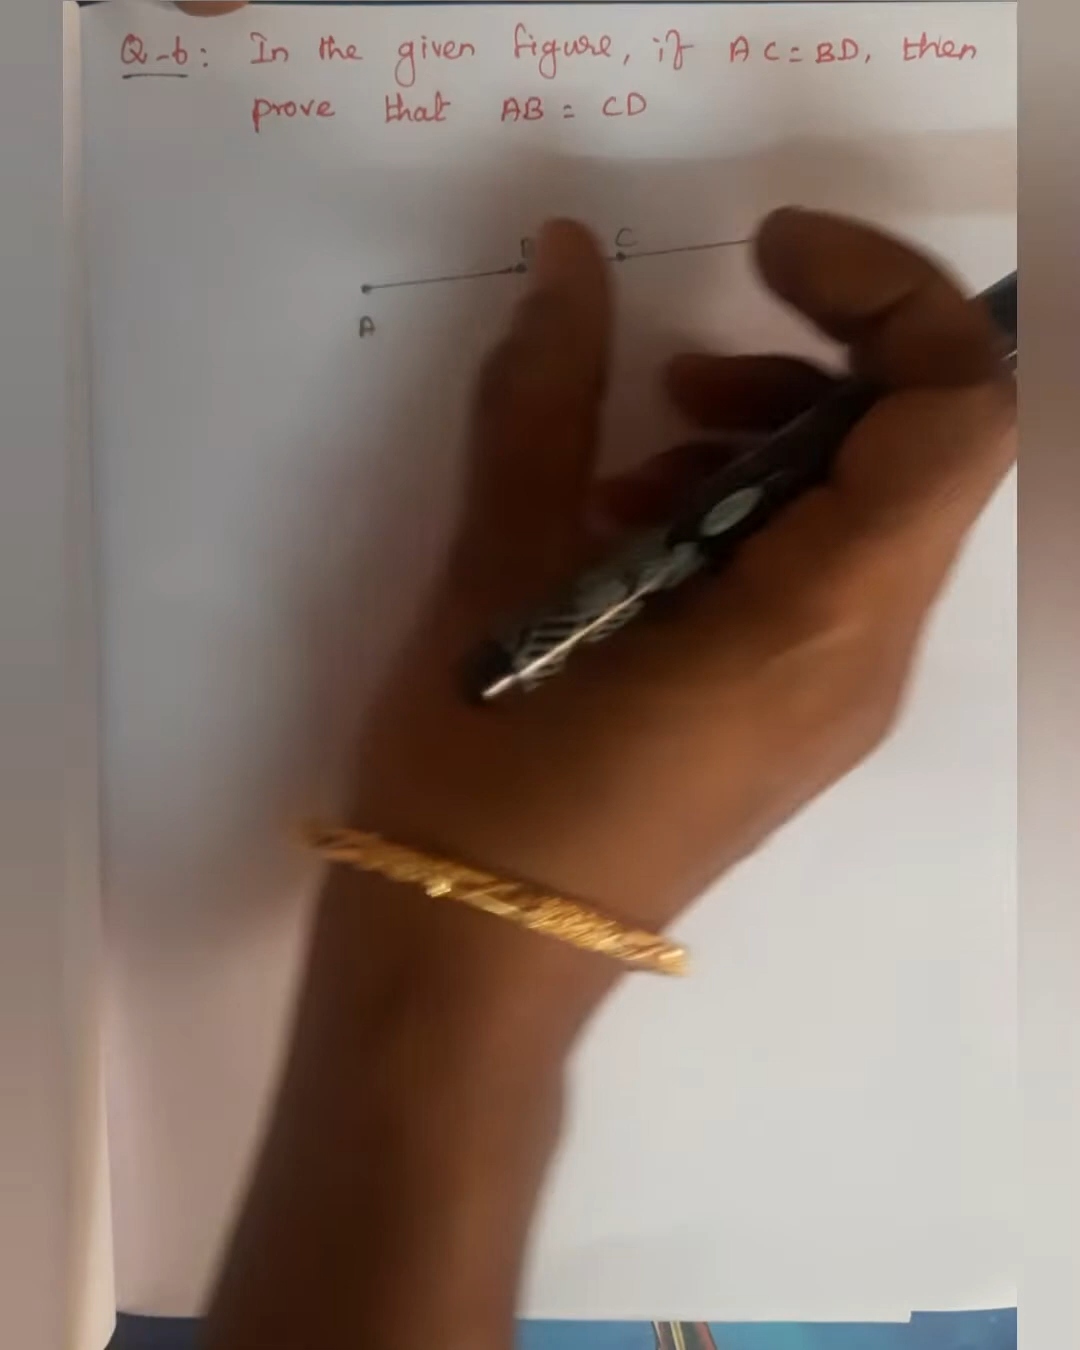 Q-6: In the given figure, if AC = BD, then
prove that AB = CD
C
A